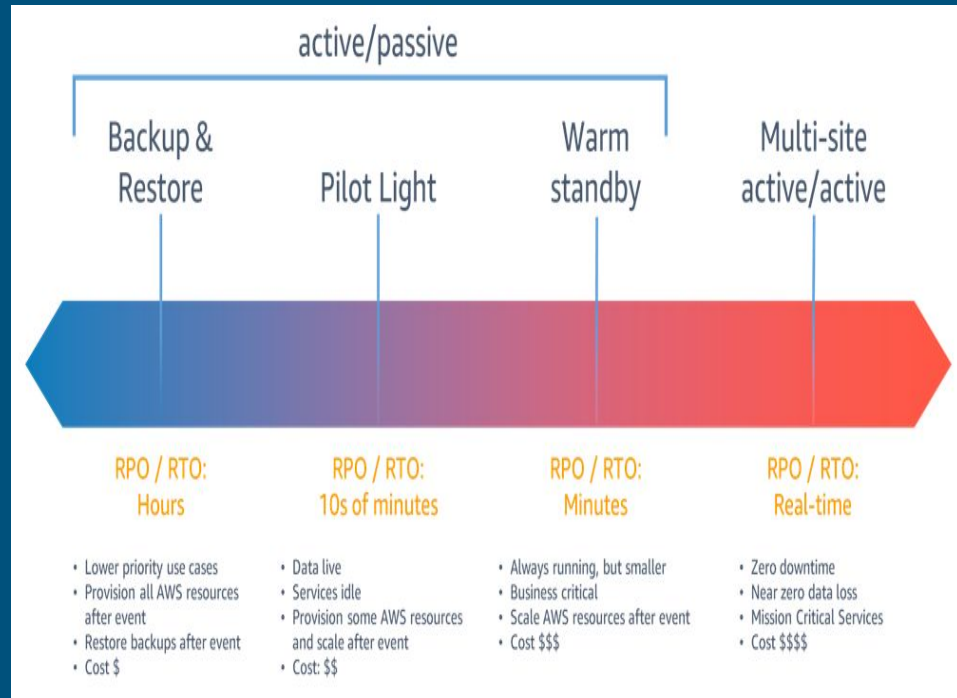 active/passive
Backup &
Restore
Pilot Light
Warm
standby
Multi-site
active/active
RPO / RTO:
Hours
RPO / RTO:
10s of minutes
RPO / RTO:
Minutes
RPO / RTO:
Real-time
• Lower priority use cases
• Provision all AWS resources
after event
• Restore backups after event
• Cost $
• Data live
• Services idle
• Provision some AWS resources
and scale after event
• Cost: $$
• Always running, but smaller
• Business critical
• Scale AWS resources after event
• Cost $$$
• Zero downtime
• Near zero data loss
• Mission Critical Services
• Cost $$$$